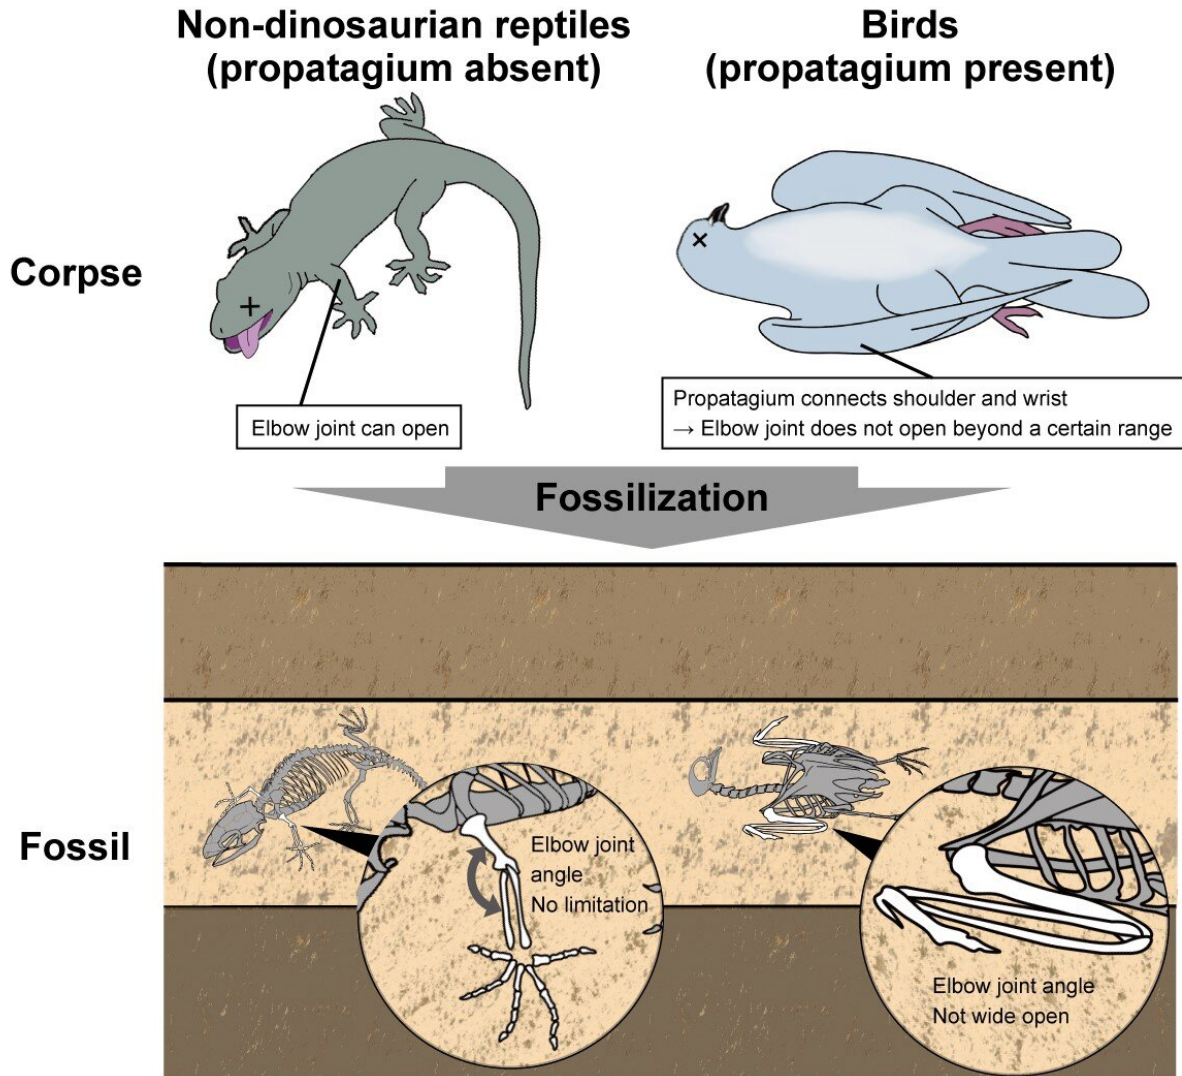 Non-dinosaurian reptiles
(propatagium absent)
Birds
(propatagium present)
Corpse
Elbow joint can open
Propatagium connects shoulder and wrist
→ Elbow joint does not open beyond a certain range
Fossilization
Fossil
Elbow joint
angle
No limitation
Elbow joint angle
Not wide open